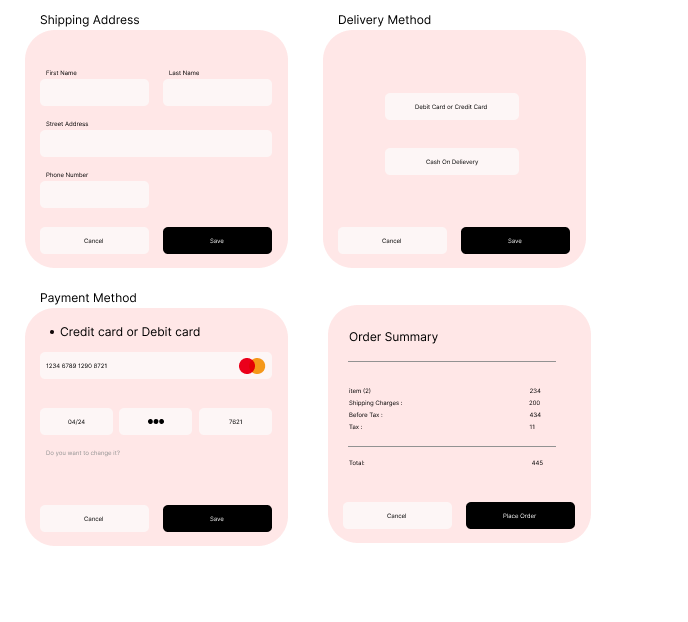 Shipping Address
First Name
Last Name
Street Address
Phone Number
Cancel
Save
Delivery Method
Debit Card or Credit Card
Cash On Delievery
Cancel
Save
Payment Method
• Credit card or Debit card
1234 6789 1290 8721
04/24
●●●
7621
Do you want to change it?
Cancel
Save
Order Summary
item (2) 234
Shipping Charges : 200
Before Tax : 434
Tax : 11
Total: 445
Cancel
Place Order